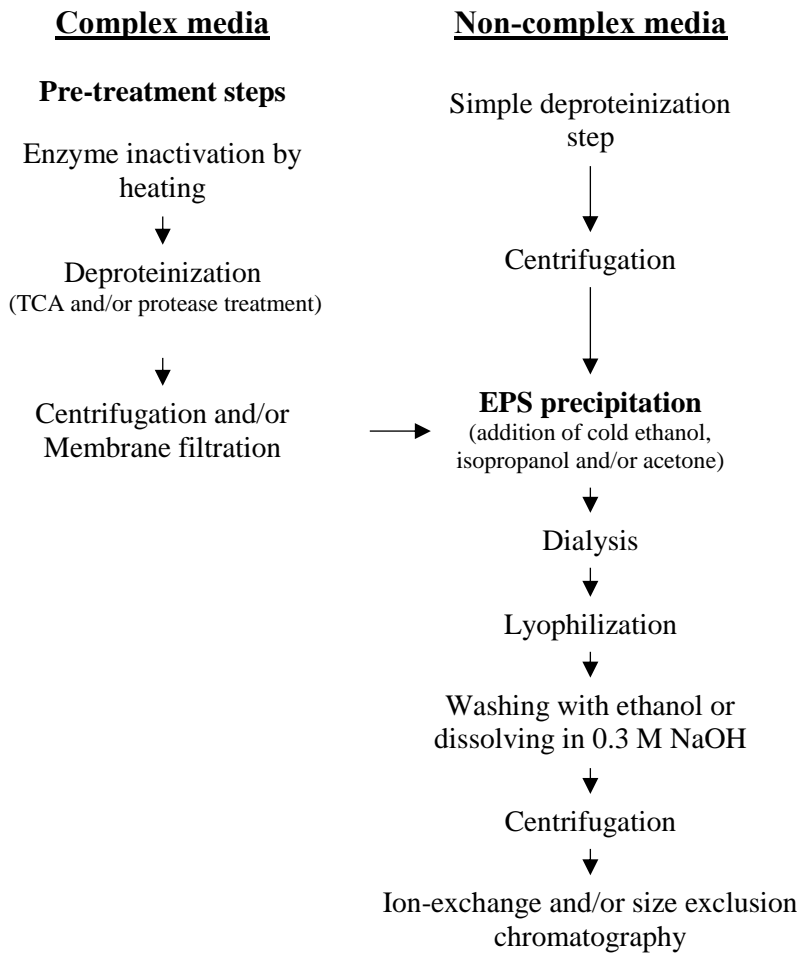 Complex media
Pre-treatment steps
Enzyme inactivation by
heating
Deproteinization
(TCA and/or protease treatment)
Centrifugation and/or
Membrane filtration
Non-complex media
Simple deproteinization
step
Centrifugation
EPS precipitation
(addition of cold ethanol,
isopropanol and/or acetone)
Dialysis
Lyophilization
Washing with ethanol or
dissolving in 0.3 M NaOH
Centrifugation
Ion-exchange and/or size exclusion
chromatography